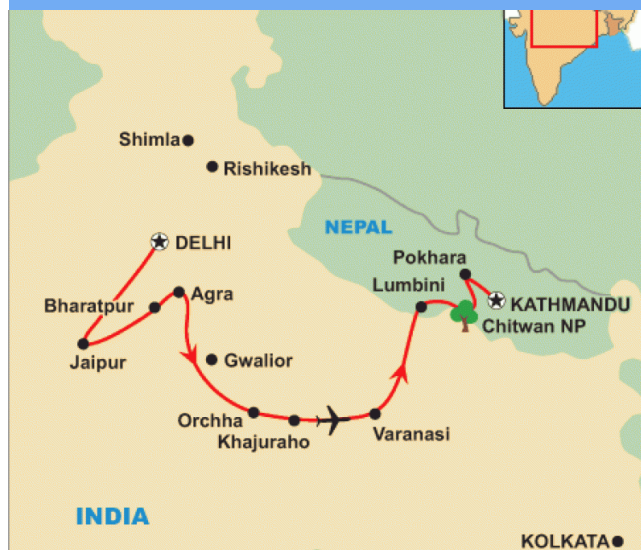 Shimla
Rishikesh
NEPAL
DELHI
Pokhara
Lumbini
Agra
Bharatpur
KATHMANDU
Chitwan NP
Jaipur
Gwalior
Orchha
Khajuraho
Varanasi
INDIA
KOLKATA